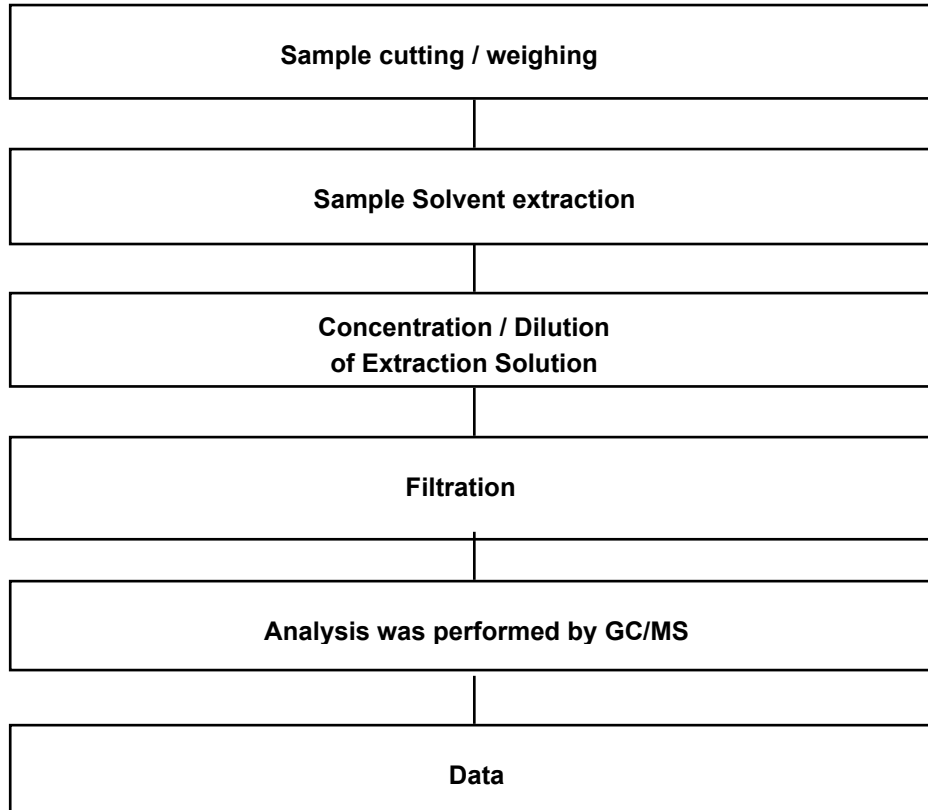 Sample cutting / weighing
Sample Solvent extraction
Concentration / Dilution
of Extraction Solution
Filtration
Analysis was performed by GC/MS
Data